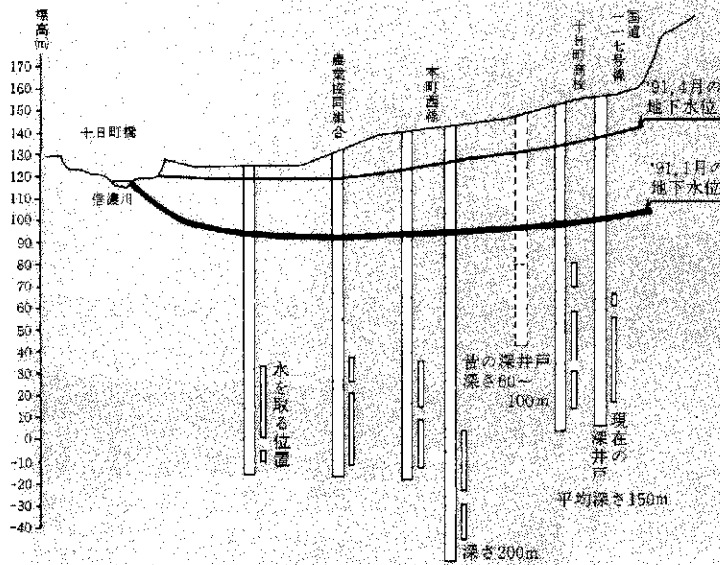 標高(m)
170
160
150
140
130
120
110
100
90
80
70
60
50
40
30
20
10
0
-10
-20
-30
-40
十日町橋
信濃川
農業協同組合
本町西線
十日町高校
国道一一七号線
'91.4月の
地下水位
'91.1月の
地下水位
水を取る位置
昔の深井戸
深さ60〜
100m
現在の
深井戸
平均深さ150m
深さ200m